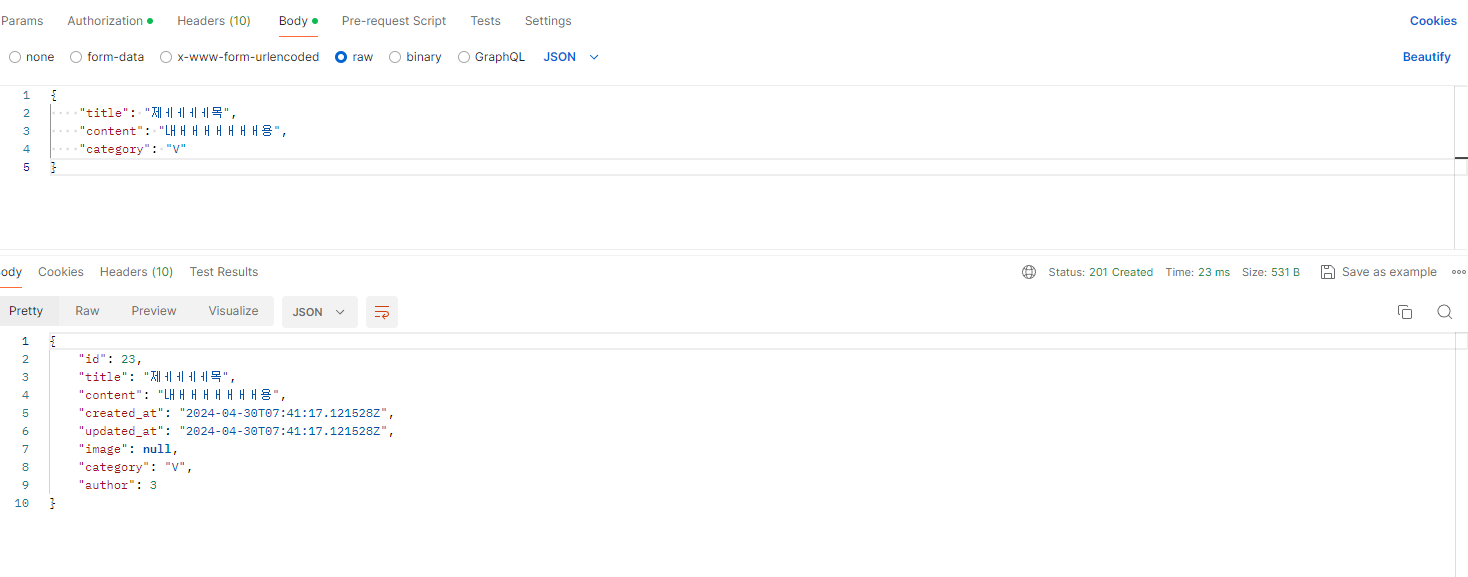 Params Authorization Headers (10) Body Pre-request Script Tests Settings Cookies
none form-data x-www-form-urlencoded raw binary GraphQL JSON Beautify
1 {
2 "title": "제ㅔㅔㅔㅔ목",
3 "content": "내ㅐㅐㅐㅐㅐㅐㅐ용",
4 "category": "V"
5 }
ody Cookies Headers (10) Test Results Status: 201 Created Time: 23 ms Size: 531 B Save as example
Pretty Raw Preview Visualize JSON
1 {
2 "id": 23,
3 "title": "제ㅔㅔㅔㅔ목",
4 "content": "내ㅐㅐㅐㅐㅐㅐㅐ용",
5 "created_at": "2024-04-30T07:41:17.121528Z",
6 "updated_at": "2024-04-30T07:41:17.121528Z",
7 "image": null,
8 "category": "V",
9 "author": 3
10 }